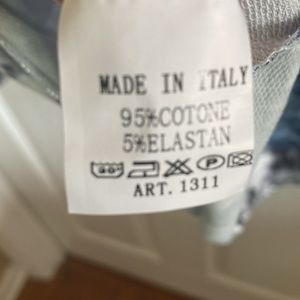 MADE IN ITALY
95%COTONE
5%ELASTAN
ART. 1311